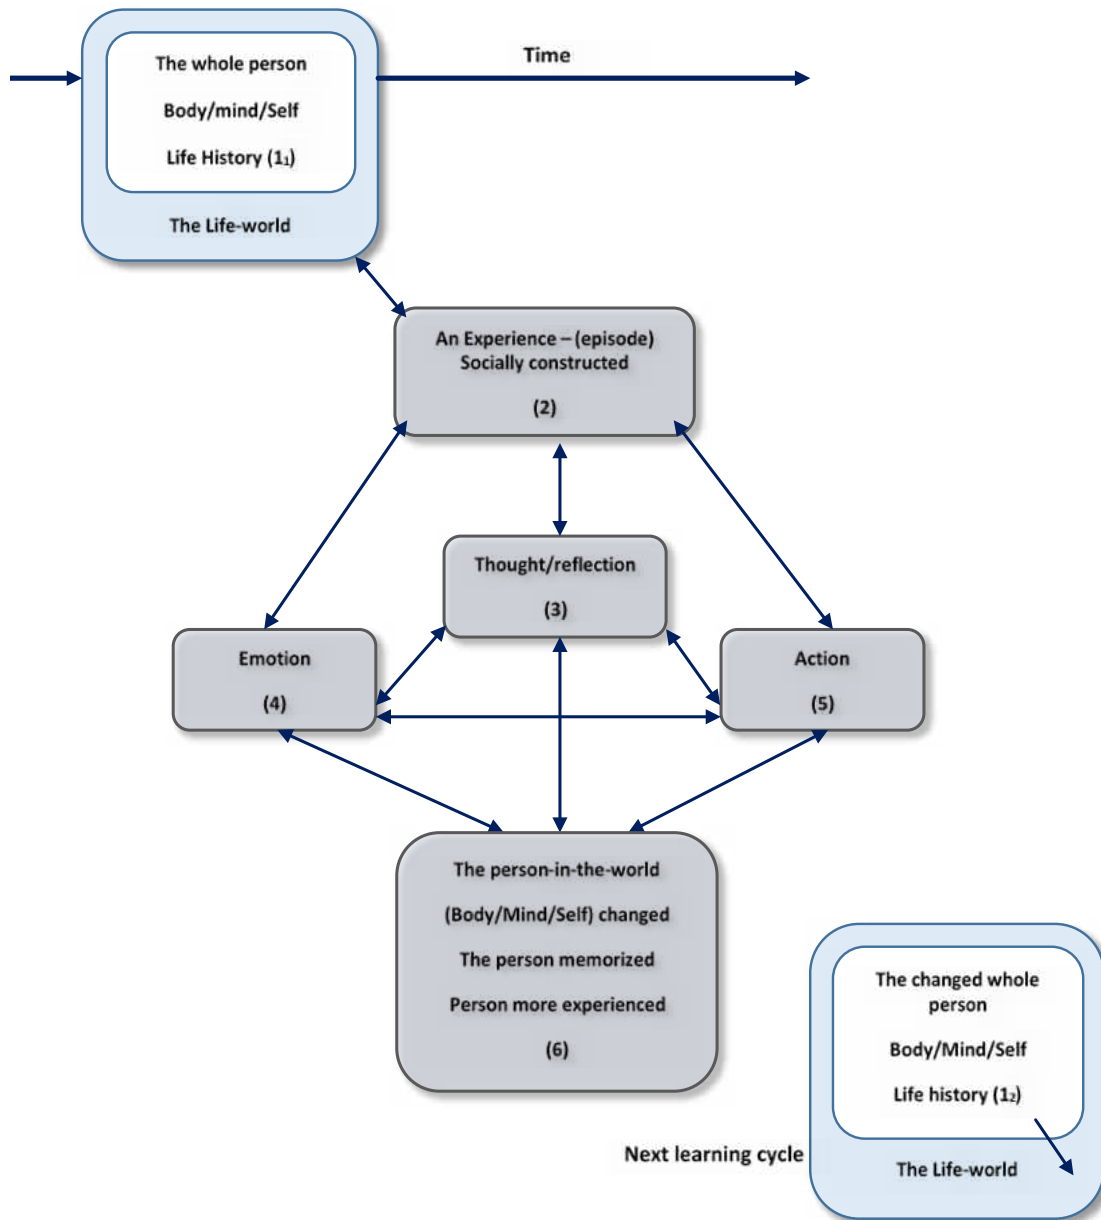 The whole person
Body/mind/Self
Life History (1₁)
The Life-world
Time
An Experience – (episode)
Socially constructed
(2)
Thought/reflection
(3)
Emotion
(4)
Action
(5)
The person-in-the-world
(Body/Mind/Self) changed
The person memorized
Person more experienced
(6)
The changed whole
person
Body/Mind/Self
Life history (1₂)
Next learning cycle
The Life-world